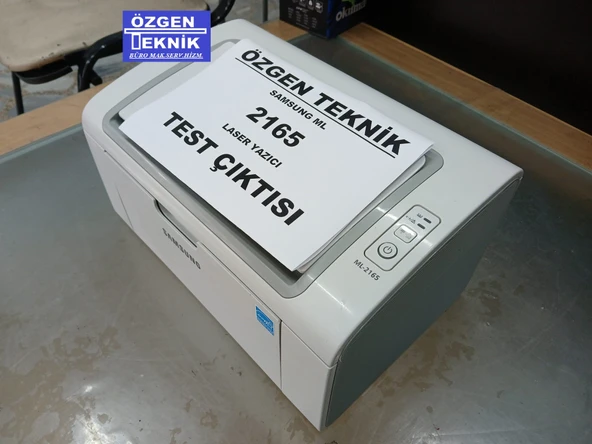 ÖZGEN
TEKNİK
BÜRO MAK.SERV.HİZM.
ÖZGEN TEKNİK
SAMSUNG ML
2165
LASER YAZICI
TEST ÇIKTISI
SAMSUNG
ML-2165
okuma